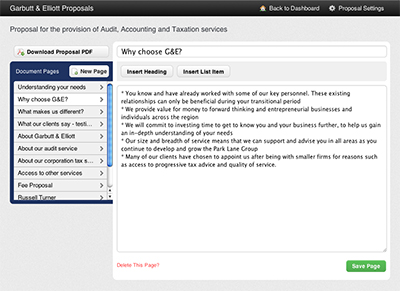 Garbutt & Elliott Proposals
Back to Dashboard
Proposal Settings
Proposal for the provision of Audit, Accounting and Taxation services
Download Proposal PDF
Document Pages
New Page
Understanding your needs
Why choose G&E?
What makes us different?
What our clients say - testi...
About Garbutt & Elliott
About our audit service
About our corporation tax s...
Access to other services
Fee Proposal
Russell Turner
Why choose G&E?
Insert Heading
Insert List Item
* You know and have already worked with some of our key personnel. These existing
relationships can only be beneficial during your transitional period
* We provide value for money to forward thinking and entrepreneurial businesses and
individuals across the region
* We will commit to investing time to get to know you and your business further, to help us gain
an in-depth understanding of your needs
* Our size and breadth of service means that we can support and advise you in all areas as you
continue to develop and grow the Park Lane Group
* Many of our clients have chosen to appoint us after being with smaller firms for reasons such
as access to progressive tax advice and quality of service.
Delete This Page?
Save Page